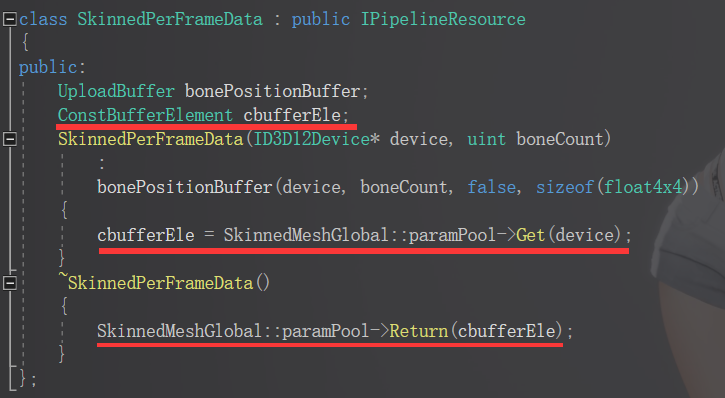 class SkinnedPerFrameData : public IPipelineResource
{
public:
UploadBuffer bonePositionBuffer;
ConstBufferElement cbufferEle;
SkinnedPerFrameData(ID3D12Device* device, uint boneCount)
:
bonePositionBuffer(device, boneCount, false, sizeof(float4x4))
{
cbufferEle = SkinnedMeshGlobal::paramPool->Get(device);
}
~SkinnedPerFrameData()
{
SkinnedMeshGlobal::paramPool->Return(cbufferEle);
}
};